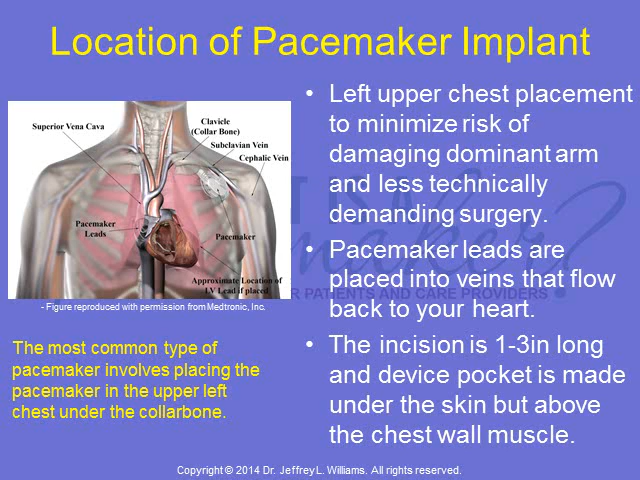 Location of Pacemaker Implant
Superior Vena Cava
Clavicle
(Collar Bone)
Subclavian Vein
Cephalic Vein
Pacemaker
Leads
Pacemaker
Approximate Location of
LV Lead if placed
- Figure reproduced with permission from Medtronic, Inc.
The most common type of
pacemaker involves placing the
pacemaker in the upper left
chest under the collarbone.
• Left upper chest placement
to minimize risk of
damaging dominant arm
and less technically
demanding surgery.
• Pacemaker leads are
placed into veins that flow
back to your heart.
• The incision is 1-3in long
and device pocket is made
under the skin but above
the chest wall muscle.
PATIENTS AND CARE PROVIDERS
Copyright © 2014 Dr. Jeffrey L. Williams. All rights reserved.